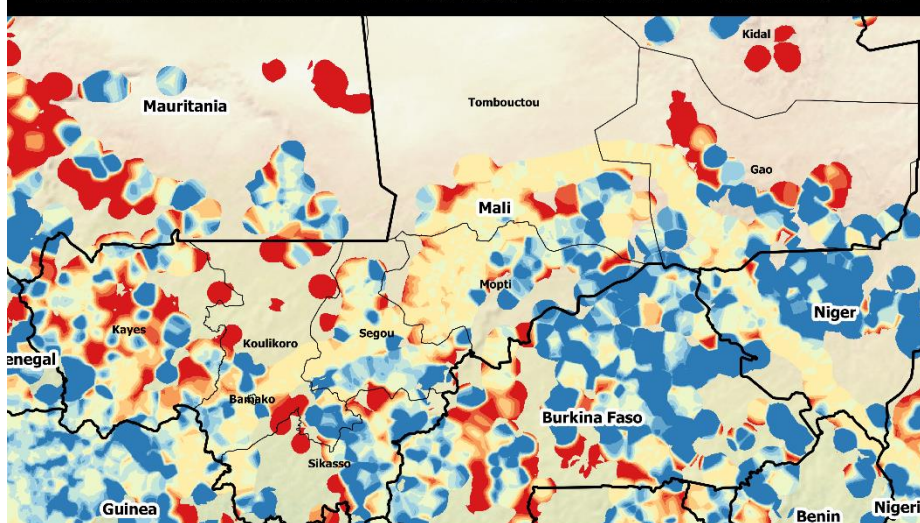 Kidal
Mauritania
Tombouctou
Gao
Mali
Mopti
Niger
Kayes
Segou
Koulikoro
enegal
Bamako
Burkina Faso
Sikasso
Guinea
Benin
Nigeri